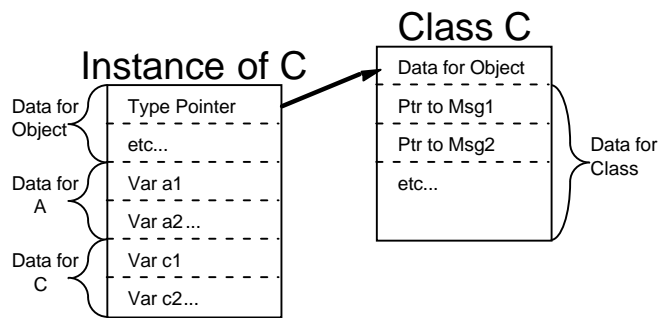 Class C
Instance of C
Data for
Object
Type Pointer
etc...
Data for
A
Var a1
Var a2...
Data for
C
Var c1
Var c2...
Data for Object
Ptr to Msg1
Ptr to Msg2
etc...
Data for
Class